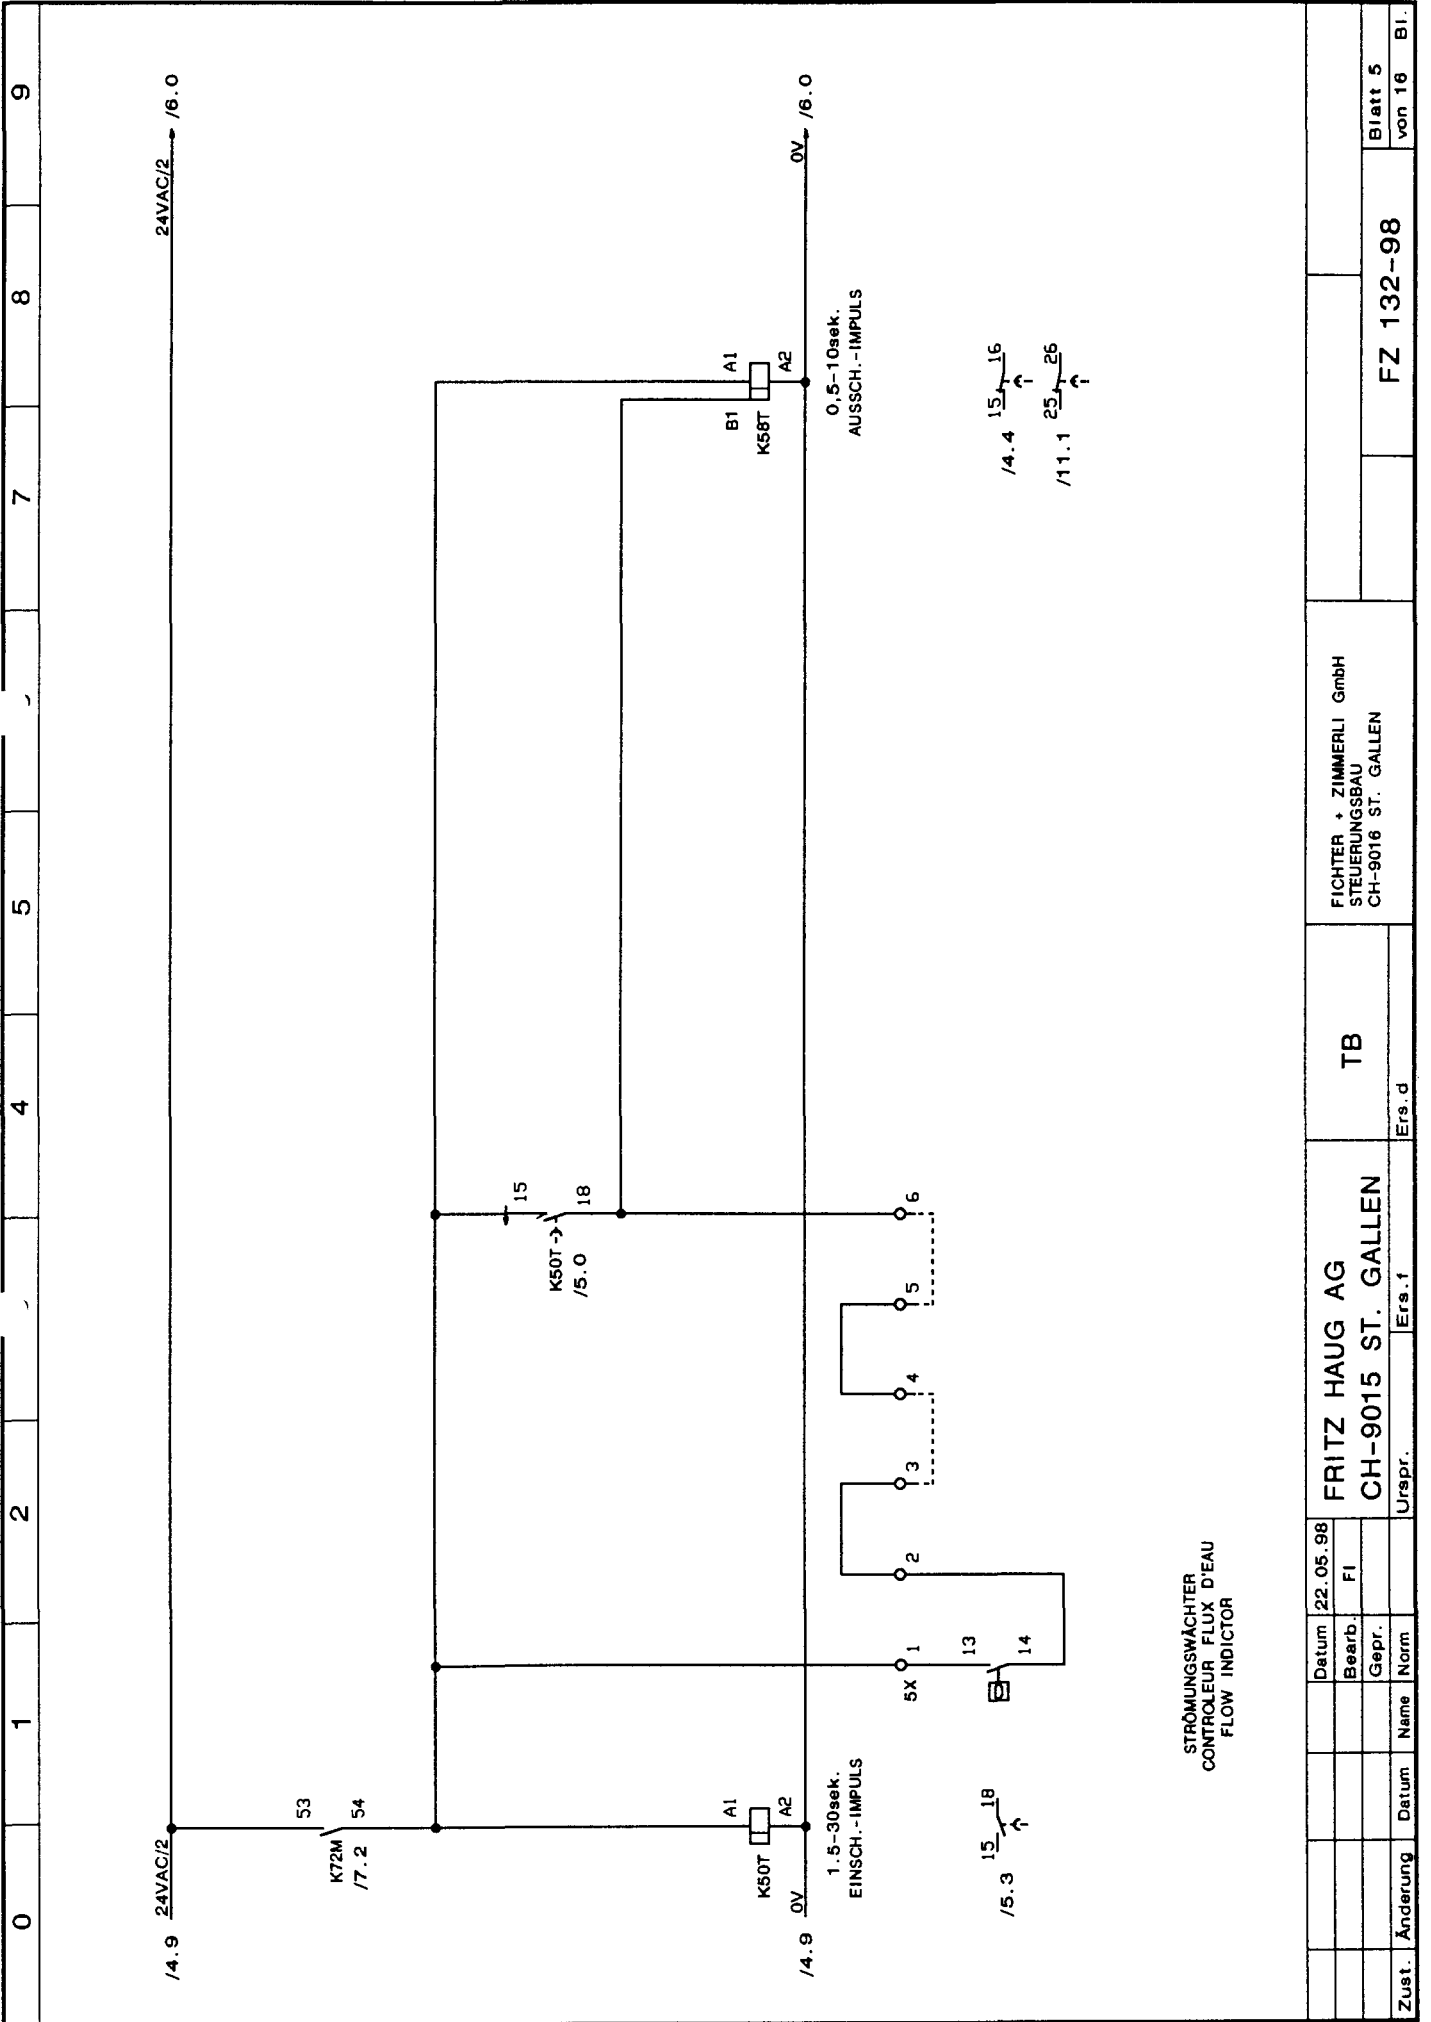 0 1 2 4 5 7 8 9
/4.9 24VAC/2
24VAC/2 /6.0
53
K72M
/7.2
54
15
K50T
/5.0
18
K50T
A1
A2
B1
A1
K58T
A2
/4.9 0V
0V /6.0
1.5-30sek.
EINSCH.-IMPULS
0,5-10sek.
AUSSCH.-IMPULS
5X 1 2 3 4 5 6
13
14
/5.3 15 18
/4.4 15 16
/11.1 25 26
STRÖMUNGSWÄCHTER
CONTROLEUR FLUX D'EAU
FLOW INDICTOR
Datum 22.05.98
Bearb. FI
Gepr.
Zust. Änderung Datum Name Norm
FRITZ HAUG AG
CH-9015 ST. GALLEN
Urspr. Ers.f Ers.d
TB
FICHTER + ZIMMERLI GmbH
STEUERUNGSBAU
CH-9016 ST. GALLEN
FZ 132-98
Blatt 5
von 16 Bl.